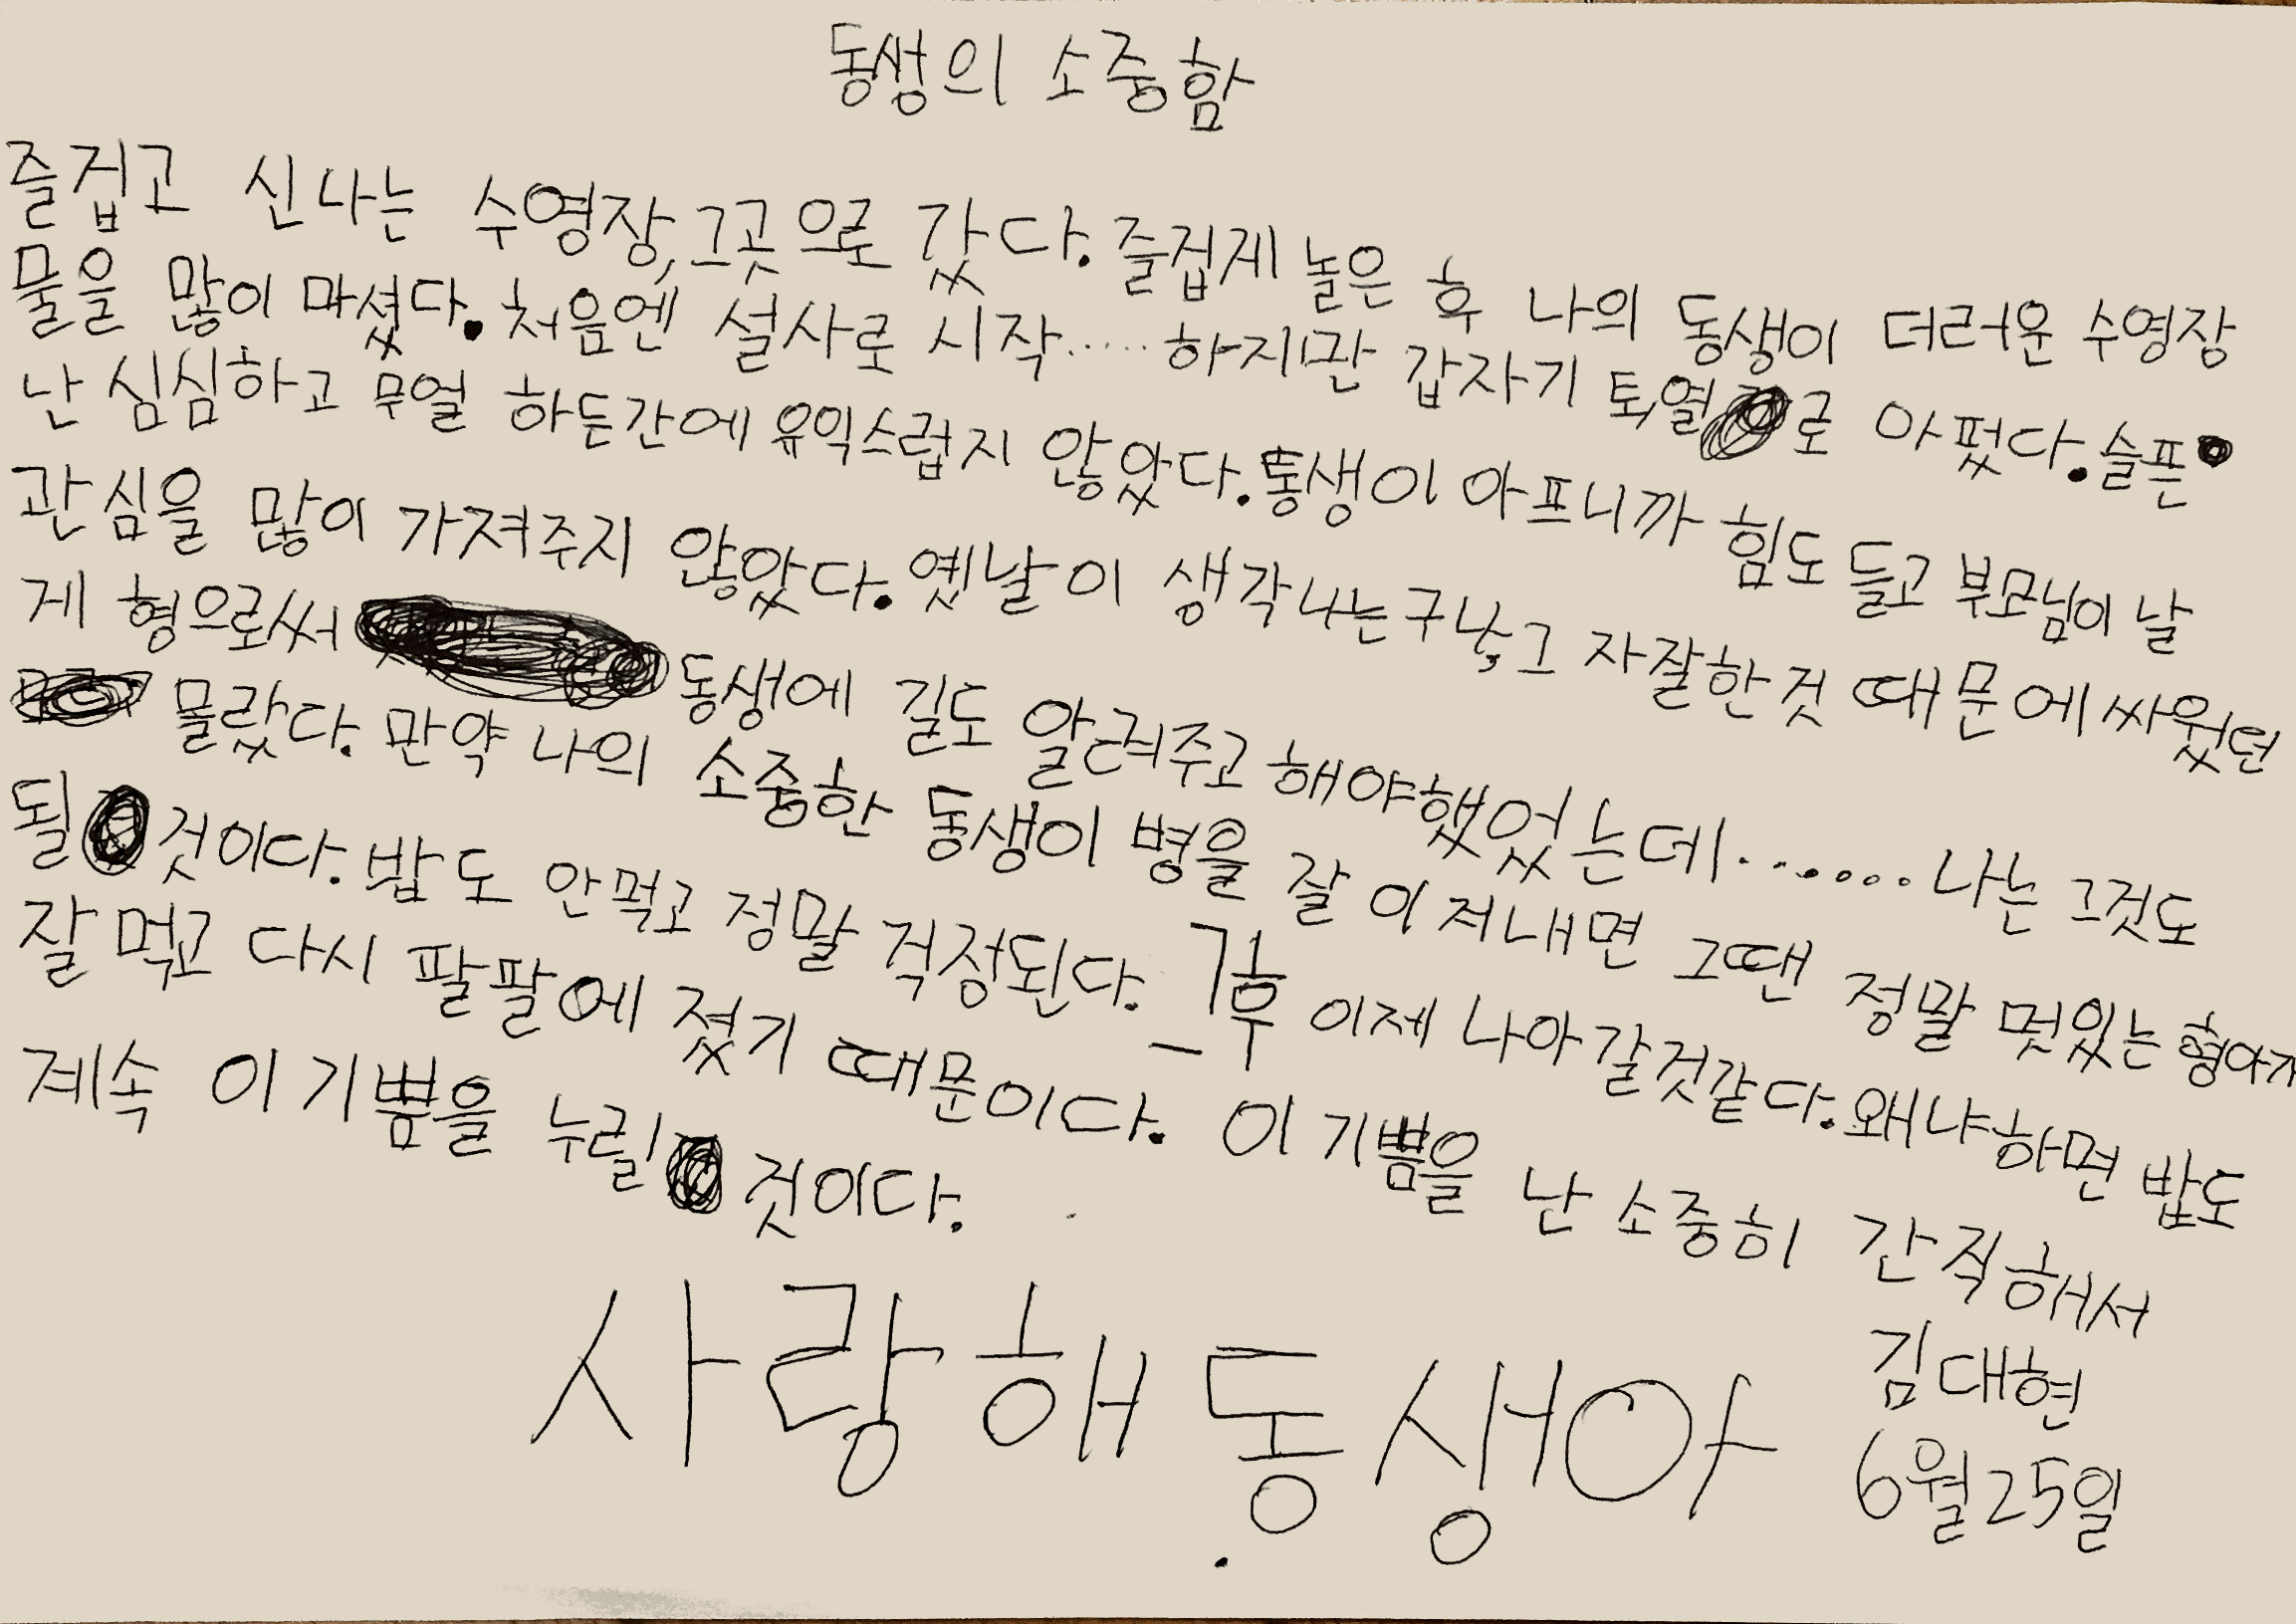 동생의 소중함
즐겁고 신나는 수영장,그곳으로 갔다.즐겁게 놀은 후 나의 동생이 더러운 수영장
물을 많이 마셨다.처음엔 설사로 시작.....하지만 갑자기 토,열로 아펐다.슬픈
난 심심하고 무얼 하든간에 유익스럽지 않았다.동생이 아프니까 힘도 들고 부모님이 날
관심을 많이 가져주지 않았다.옛날이 생각나는구나,그 자잘한것 때문에 싸웠던
게 형으로써 동생에 길도 알려주고 해야했었는데...... 나는 그것도
몰랐다. 만약 나의 소중한 동생이 병을 잘 이겨내면 그땐 정말 멋있는 형아가
될 것이다.밥도 안먹고 정말 걱정된다. 이제 나아갈것같다.왜냐하면 밥도
잘 먹고 다시 팔팔에 졌기 때문이다. 이 기쁨을 난 소중히 간직해서
계속 이 기쁨을 누릴 것이다.
사랑해 동생아
김대현
6월25일